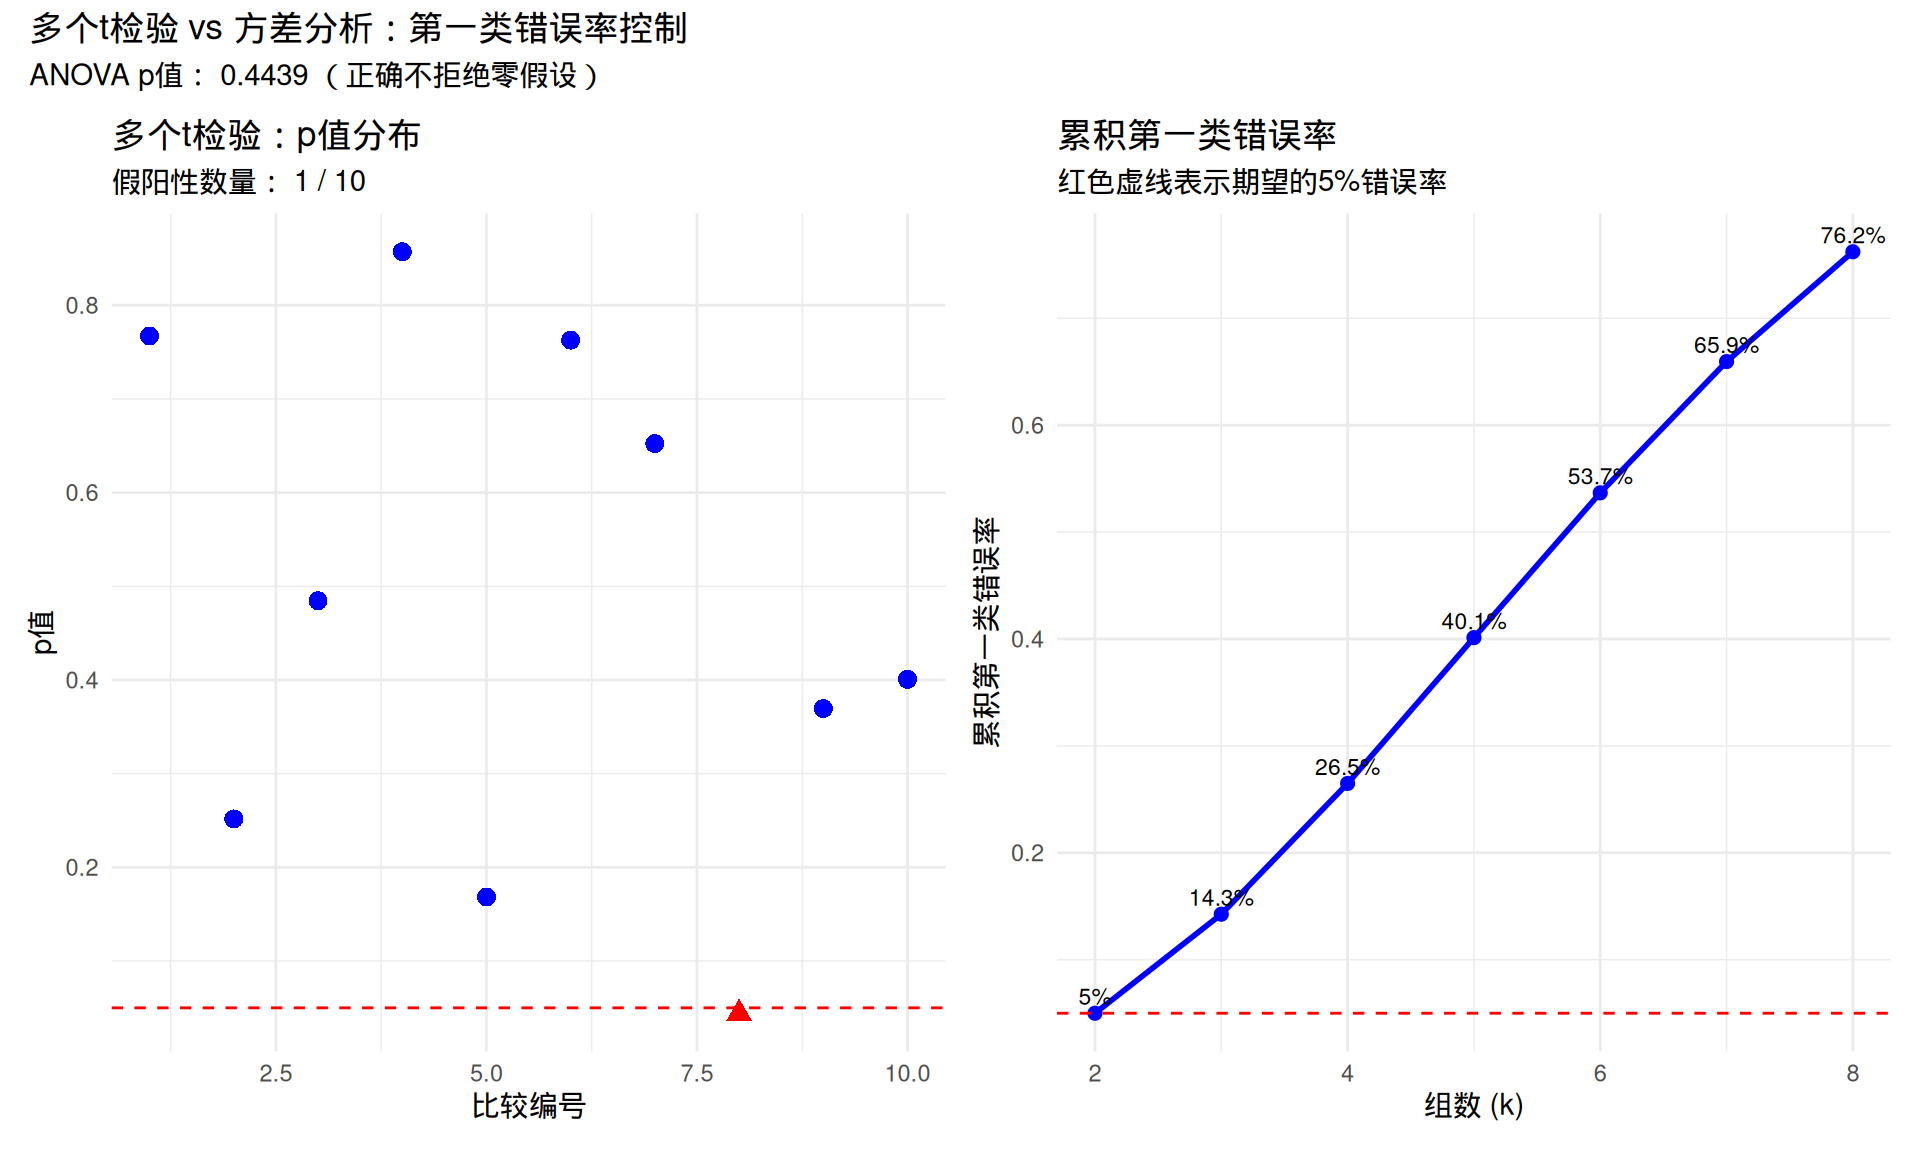 多个t检验 vs 方差分析：第一类错误率控制
ANOVA p值： 0.4439 （正确不拒绝零假设）
多个t检验：p值分布
假阳性数量： 1 / 10
p值
0.8
0.6
0.4
0.2
2.5
5.0
7.5
10.0
比较编号
累积第一类错误率
红色虚线表示期望的5%错误率
累积第一类错误率
0.6
0.4
0.2
5%
14.3%
26.5%
40.1%
53.7%
65.9%
76.2%
2
4
6
8
组数 (k)